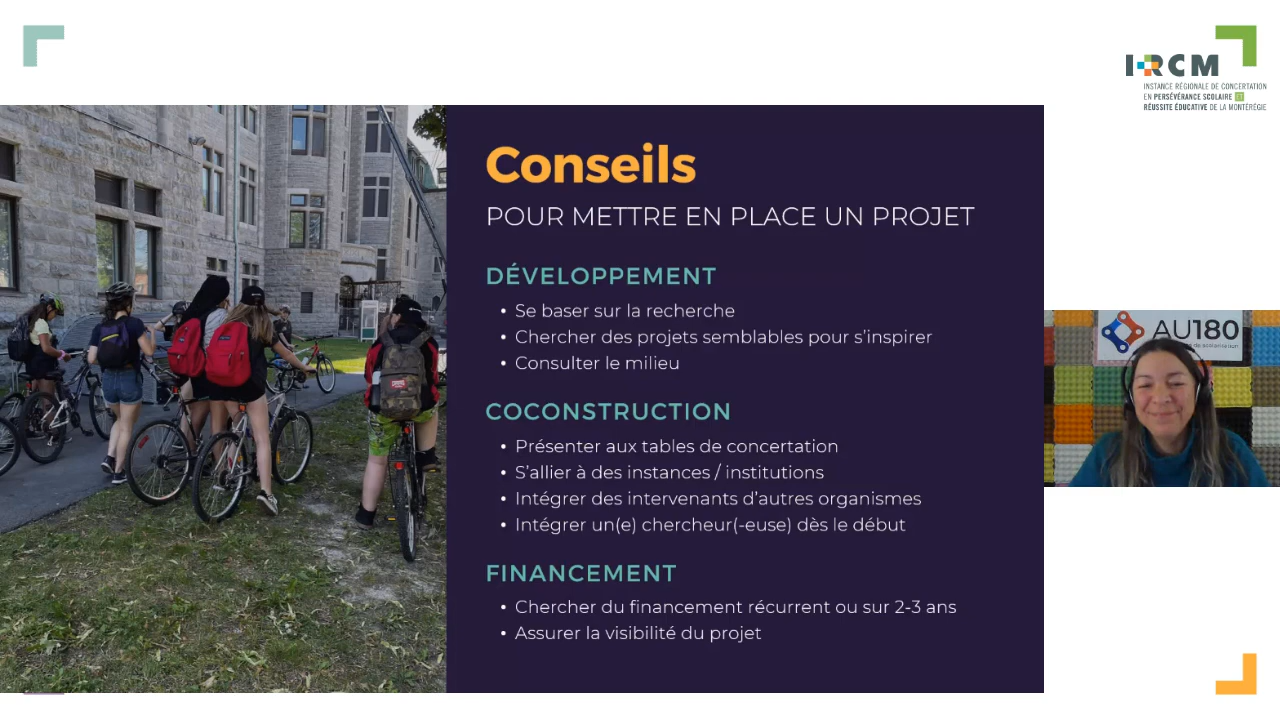 I·RCM
INSTANCE RÉGIONALE DE CONCERTATION
EN PERSÉVÉRANCE SCOLAIRE ET
RÉUSSITE ÉDUCATIVE DE LA MONTÉRÉGIE
Conseils
POUR METTRE EN PLACE UN PROJET
DÉVELOPPEMENT
• Se baser sur la recherche
• Chercher des projets semblables pour s'inspirer
• Consulter le milieu
COCONSTRUCTION
• Présenter aux tables de concertation
• S'allier à des instances / institutions
• Intégrer des intervenants d'autres organismes
• Intégrer un(e) chercheur(-euse) dès le début
FINANCEMENT
• Chercher du financement récurrent ou sur 2-3 ans
• Assurer la visibilité du projet
AU180